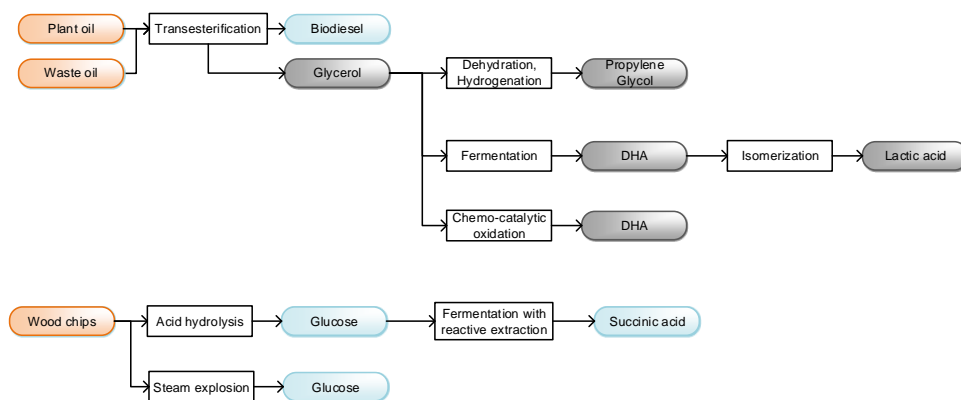 Plant oil
Transesterification
Biodiesel
Waste oil
Glycerol
Dehydration,
Hydrogenation
Propylene
Glycol
Fermentation
DHA
Isomerization
Lactic acid
Chemo-catalytic
oxidation
DHA
Wood chips
Acid hydrolysis
Glucose
Fermentation with
reactive extraction
Succinic acid
Steam explosion
Glucose